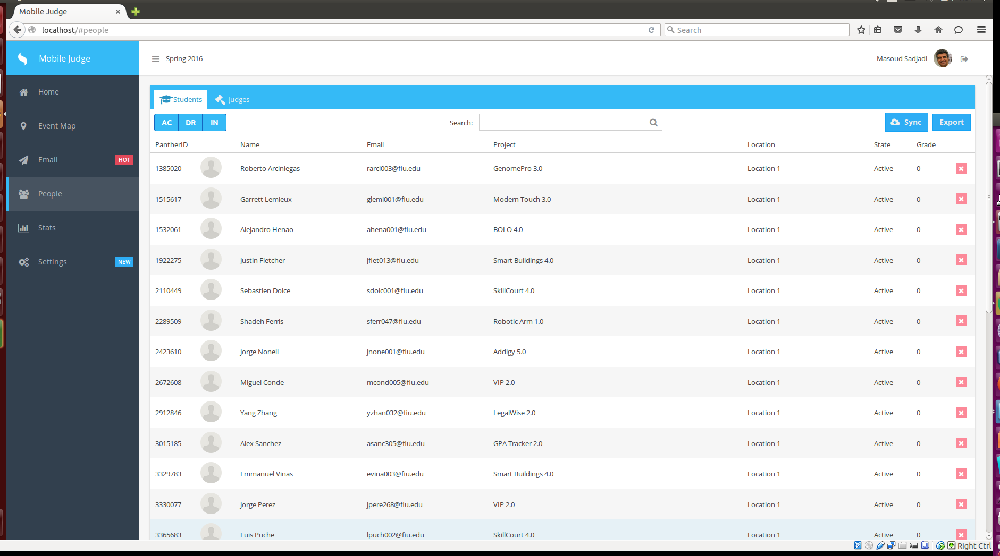 Mobile Judge
localhost/#people
Search
Mobile Judge
Spring 2016
Masoud Sadjadi
Home
Event Map
Email HOT
People
Stats
Settings NEW
Students Judges
AC DR IN Search: Sync Export
PantherID Name Email Project Location State Grade
1385020 Roberto Arciniegas rarci003@fiu.edu GenomePro 3.0 Location 1 Active 0
1515617 Garrett Lemieux glemi001@fiu.edu Modern Touch 3.0 Location 1 Active 0
1532061 Alejandro Henao ahena001@fiu.edu BOLO 4.0 Location 1 Active 0
1922275 Justin Fletcher jflet013@fiu.edu Smart Buildings 4.0 Location 1 Active 0
2110449 Sebastien Dolce sdolc001@fiu.edu SkillCourt 4.0 Location 1 Active 0
2289509 Shadeh Ferris sferr047@fiu.edu Robotic Arm 1.0 Location 1 Active 0
2423610 Jorge Nonell jnone001@fiu.edu Addigy 5.0 Location 1 Active 0
2672608 Miguel Conde mcond005@fiu.edu VIP 2.0 Location 1 Active 0
2912846 Yang Zhang yzhan032@fiu.edu LegalWise 2.0 Location 1 Active 0
3015185 Alex Sanchez asanc305@fiu.edu GPA Tracker 2.0 Location 1 Active 0
3329783 Emmanuel Vinas evina003@fiu.edu Smart Buildings 4.0 Location 1 Active 0
3330077 Jorge Perez jpere268@fiu.edu VIP 2.0 Location 1 Active 0
3365683 Luis Puche lpuch002@fiu.edu SkillCourt 4.0 Location 1 Active 0
Right Ctrl